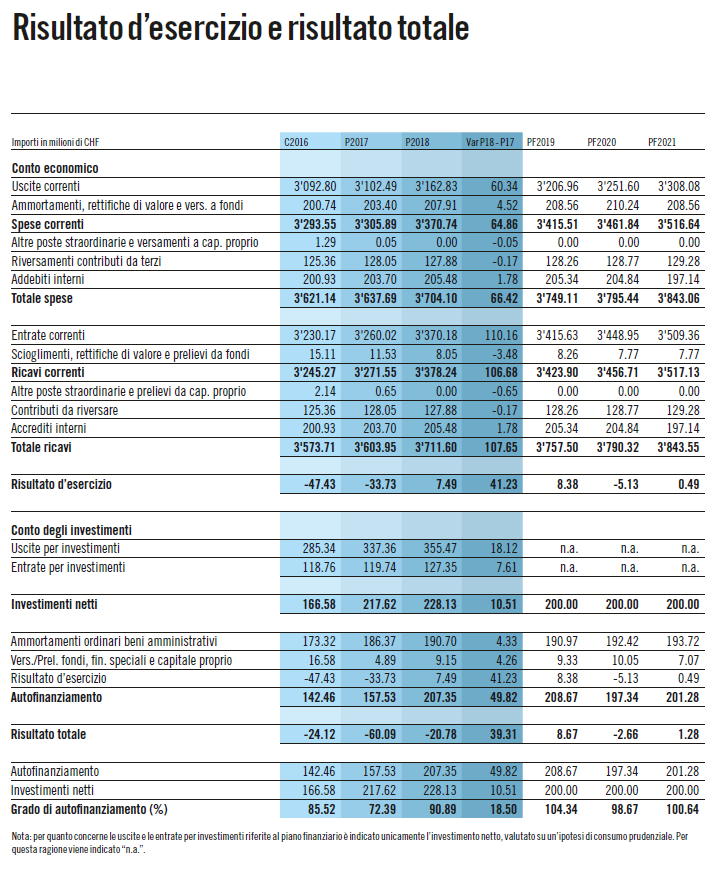 Risultato d'esercizio e risultato totale
Importi in milioni di CHF C2016 P2017 P2018 Var P18 - P17 PF2019 PF2020 PF2021
Conto economico
Uscite correnti 3'092.80 3'102.49 3'162.83 60.34 3'206.96 3'251.60 3'308.08
Ammortamenti, rettifiche di valore e vers. a fondi 200.74 203.40 207.91 4.52 208.56 210.24 208.56
Spese correnti 3'293.55 3'305.89 3'370.74 64.86 3'415.51 3'461.84 3'516.64
Altre poste straordinarie e versamenti a cap. proprio 1.29 0.05 0.00 -0.05 0.00 0.00 0.00
Riversamenti contributi da terzi 125.36 128.05 127.88 -0.17 128.26 128.77 129.28
Addebiti interni 200.93 203.70 205.48 1.78 205.34 204.84 197.14
Totale spese 3'621.14 3'637.69 3'704.10 66.42 3'749.11 3'795.44 3'843.06
Entrate correnti 3'230.17 3'260.02 3'370.18 110.16 3'415.63 3'448.95 3'509.36
Scioglimenti, rettifiche di valore e prelievi da fondi 15.11 11.53 8.05 -3.48 8.26 7.77 7.77
Ricavi correnti 3'245.27 3'271.55 3'378.24 106.68 3'423.90 3'456.71 3'517.13
Altre poste straordinarie e prelievi da cap. proprio 2.14 0.65 0.00 -0.65 0.00 0.00 0.00
Contributi da riversare 125.36 128.05 127.88 -0.17 128.26 128.77 129.28
Accrediti interni 200.93 203.70 205.48 1.78 205.34 204.84 197.14
Totale ricavi 3'573.71 3'603.95 3'711.60 107.65 3'757.50 3'790.32 3'843.55
Risultato d'esercizio -47.43 -33.73 7.49 41.23 8.38 -5.13 0.49
Conto degli investimenti
Uscite per investimenti 285.34 337.36 355.47 18.12 n.a. n.a. n.a.
Entrate per investimenti 118.76 119.74 127.35 7.61 n.a. n.a. n.a.
Investimenti netti 166.58 217.62 228.13 10.51 200.00 200.00 200.00
Ammortamenti ordinari beni amministrativi 173.32 186.37 190.70 4.33 190.97 192.42 193.72
Vers./Prel. fondi, fin. speciali e capitale proprio 16.58 4.89 9.15 4.26 9.33 10.05 7.07
Risultato d'esercizio -47.43 -33.73 7.49 41.23 8.38 -5.13 0.49
Autofinanziamento 142.46 157.53 207.35 49.82 208.67 197.34 201.28
Risultato totale -24.12 -60.09 -20.78 39.31 8.67 -2.66 1.28
Autofinanziamento 142.46 157.53 207.35 49.82 208.67 197.34 201.28
Investimenti netti 166.58 217.62 228.13 10.51 200.00 200.00 200.00
Grado di autofinanziamento (%) 85.52 72.39 90.89 18.50 104.34 98.67 100.64
Nota: per quanto concerne le uscite e le entrate per investimenti riferite al piano finanziario è indicato unicamente l'investimento netto, valutato su un'ipotesi di consumo prudenziale. Per
questa ragione viene indicato "n.a.".